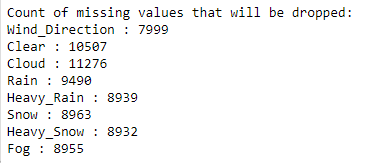 Count of missing values that will be dropped:
Wind_Direction : 7999
Clear : 10507
Cloud : 11276
Rain : 9490
Heavy_Rain : 8939
Snow : 8963
Heavy_Snow : 8932
Fog : 8955